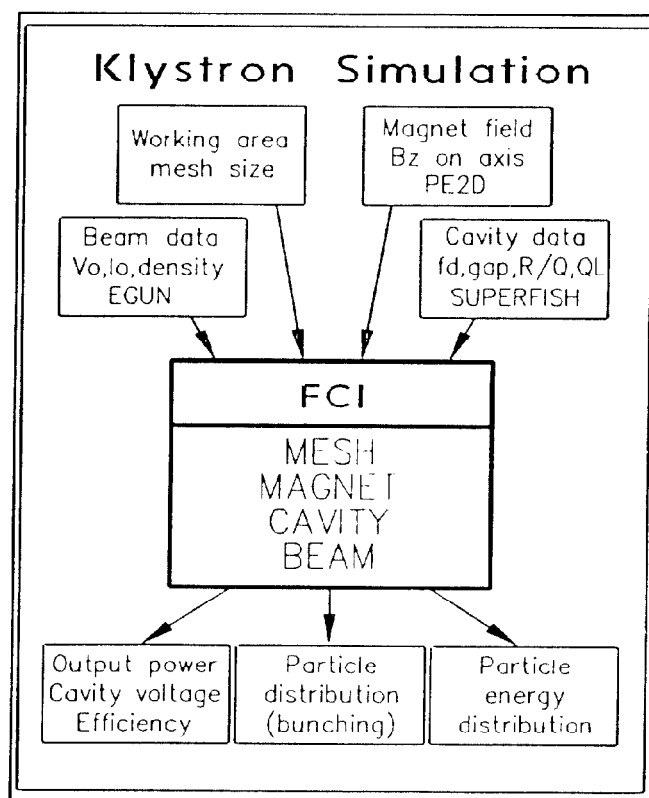 Klystron Simulation
Working area
mesh size
Magnet field
Bz on axis
PE2D
Beam data
Vo,Io,density
EGUN
Cavity data
fd,gap,R/Q,QL
SUPERFISH
FCI
MESH
MAGNET
CAVITY
BEAM
Output power
Cavity voltage
Efficiency
Particle
distribution
(bunching)
Particle
energy
distribution